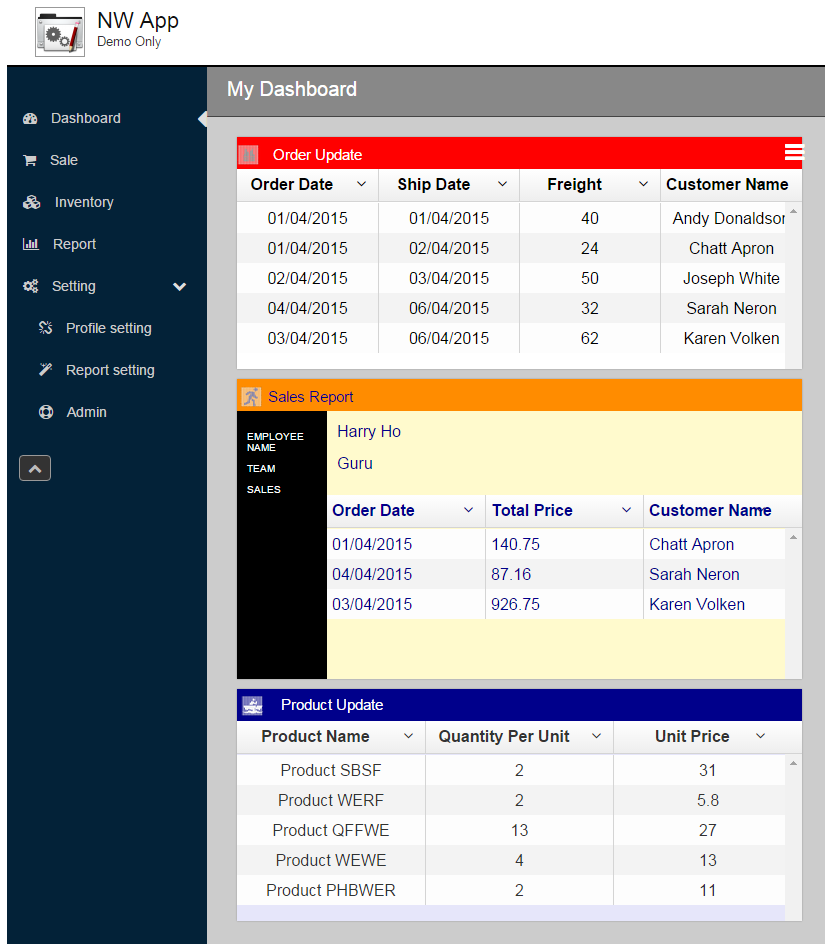 NW App
Demo Only
Dashboard
Sale
Inventory
Report
Setting
Profile setting
Report setting
Admin
My Dashboard
Order Update
Order Date Ship Date Freight Customer Name
01/04/2015 01/04/2015 40 Andy Donaldson
01/04/2015 02/04/2015 24 Chatt Apron
02/04/2015 03/04/2015 50 Joseph White
04/04/2015 06/04/2015 32 Sarah Neron
03/04/2015 06/04/2015 62 Karen Volken
Sales Report
EMPLOYEE
NAME
Harry Ho
TEAM
Guru
SALES
Order Date Total Price Customer Name
01/04/2015 140.75 Chatt Apron
04/04/2015 87.16 Sarah Neron
03/04/2015 926.75 Karen Volken
Product Update
Product Name Quantity Per Unit Unit Price
Product SBSF 2 31
Product WERF 2 5.8
Product QFFWE 13 27
Product WEWE 4 13
Product PHBWER 2 11